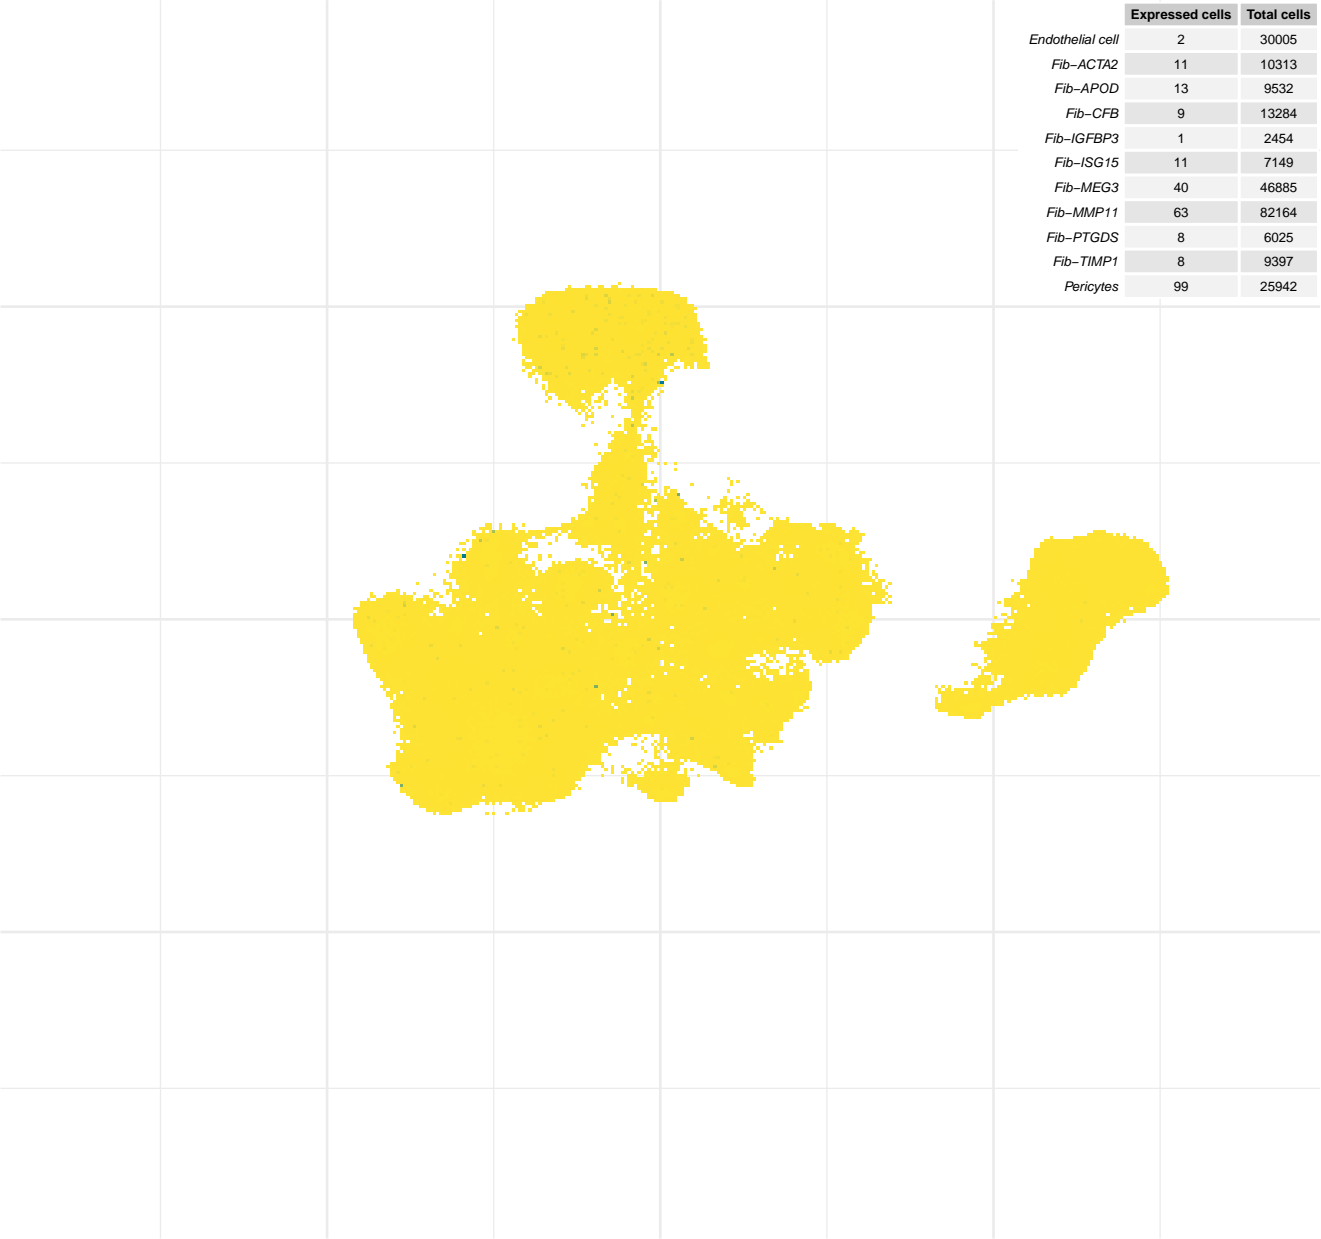 Expressed cells Total cells
Endothelial cell 2 30005
Fib−ACTA2 11 10313
Fib−APOD 13 9532
Fib−CFB 9 13284
Fib−IGFBP3 1 2454
Fib−ISG15 11 7149
Fib−MEG3 40 46885
Fib−MMP11 63 82164
Fib−PTGDS 8 6025
Fib−TIMP1 8 9397
Pericytes 99 25942